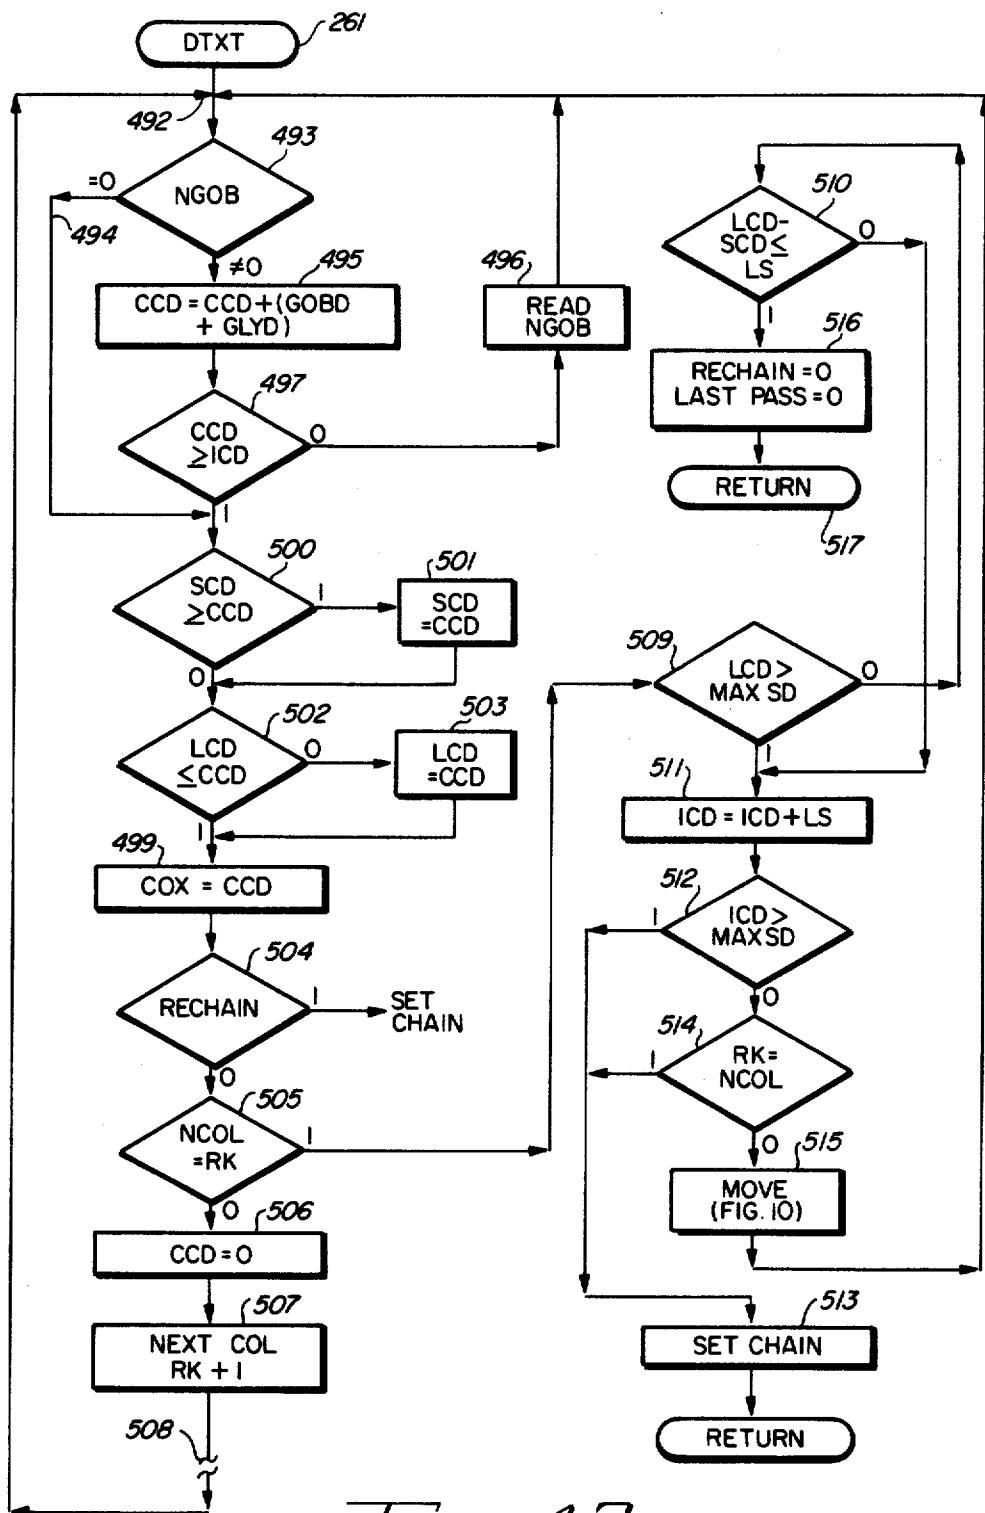 DTXT
261
492
493
NGOB
=0
494
≠0
495
CCD = CCD + (GOBD
+ GLYD)
496
READ
NGOB
497
CCD
≥ICD
0
1
500
SCD
≥CCD
1
501
SCD
=CCD
0
502
LCD
≤CCD
0
503
LCD
=CCD
1
499
COX = CCD
504
RECHAIN
1
SET
CHAIN
0
505
NCOL
=RK
1
0
506
CCD=0
507
NEXT COL
RK + 1
508
510
LCD-
SCD≤
LS
0
1
516
RECHAIN=0
LAST PASS=0
RETURN
517
509
LCD>
MAX SD
0
1
511
ICD = ICD + LS
512
ICD>
MAX SD
1
0
514
RK=
NCOL
1
0
515
MOVE
(FIG. 10)
513
SET CHAIN
RETURN